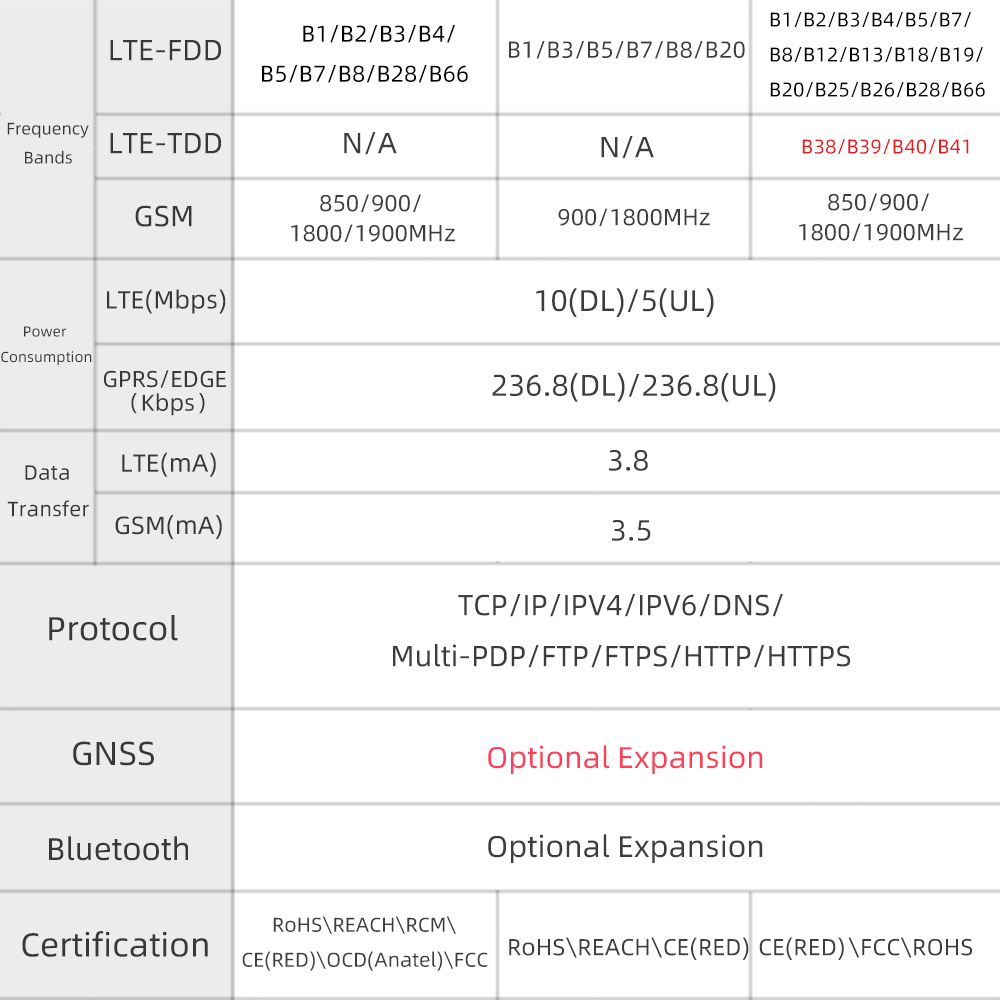 Frequency
Bands
LTE-FDD
B1/B2/B3/B4/
B5/B7/B8/B28/B66
B1/B3/B5/B7/B8/B20
B1/B2/B3/B4/B5/B7/
B8/B12/B13/B18/B19/
B20/B25/B26/B28/B66
LTE-TDD
N/A
N/A
B38/B39/B40/B41
GSM
850/900/
1800/1900MHz
900/1800MHz
850/900/
1800/1900MHz
Power
Consumption
LTE(Mbps)
10(DL)/5(UL)
GPRS/EDGE
(Kbps)
236.8(DL)/236.8(UL)
Data
Transfer
LTE(mA)
3.8
GSM(mA)
3.5
Protocol
TCP/IP/IPV4/IPV6/DNS/
Multi-PDP/FTP/FTPS/HTTP/HTTPS
GNSS
Optional Expansion
Bluetooth
Optional Expansion
Certification
RoHS\REACH\RCM\
CE(RED)\OCD(Anatel)\FCC
RoHS\REACH\CE(RED)
CE(RED)\FCC\ROHS